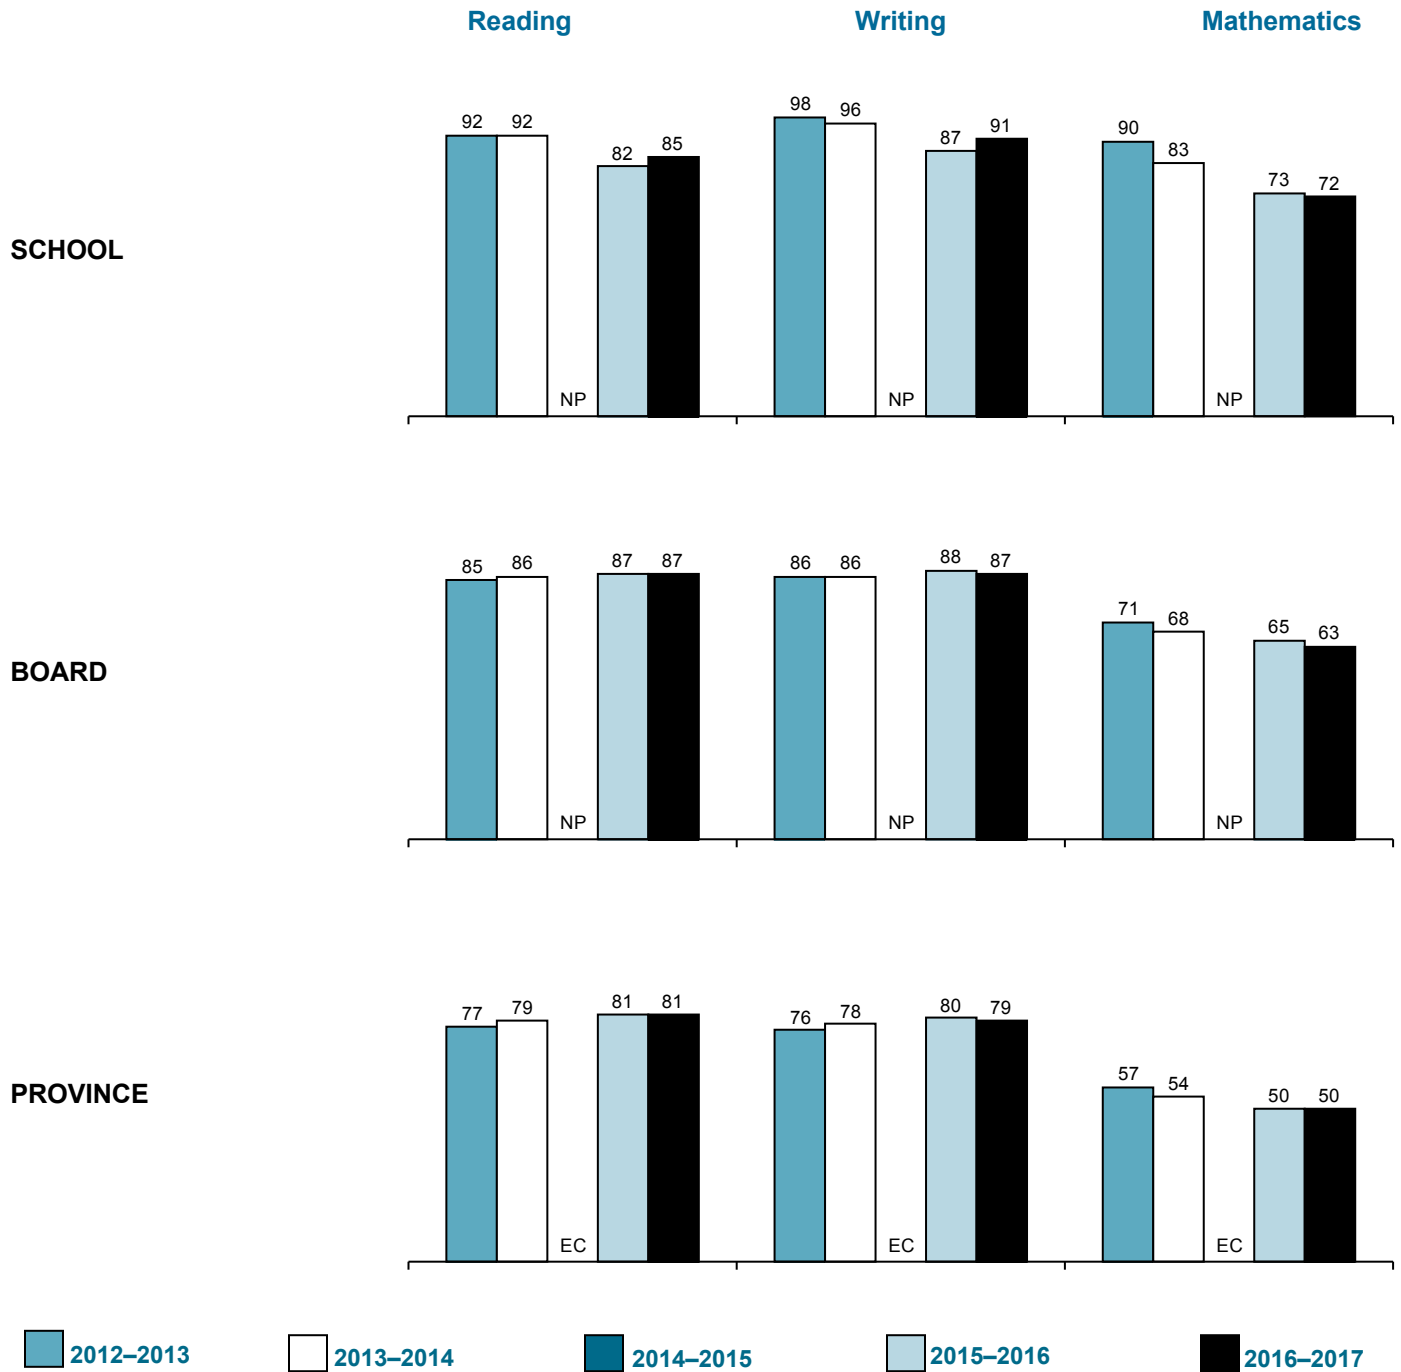 Reading Writing Mathematics
SCHOOL
92 92 NP 82 85 98 96 NP 87 91 90 83 NP 73 72
BOARD
85 86 NP 87 87 86 86 NP 88 87 71 68 NP 65 63
PROVINCE
77 79 EC 81 81 76 78 EC 80 79 57 54 EC 50 50
2012–2013 2013–2014 2014–2015 2015–2016 2016–2017